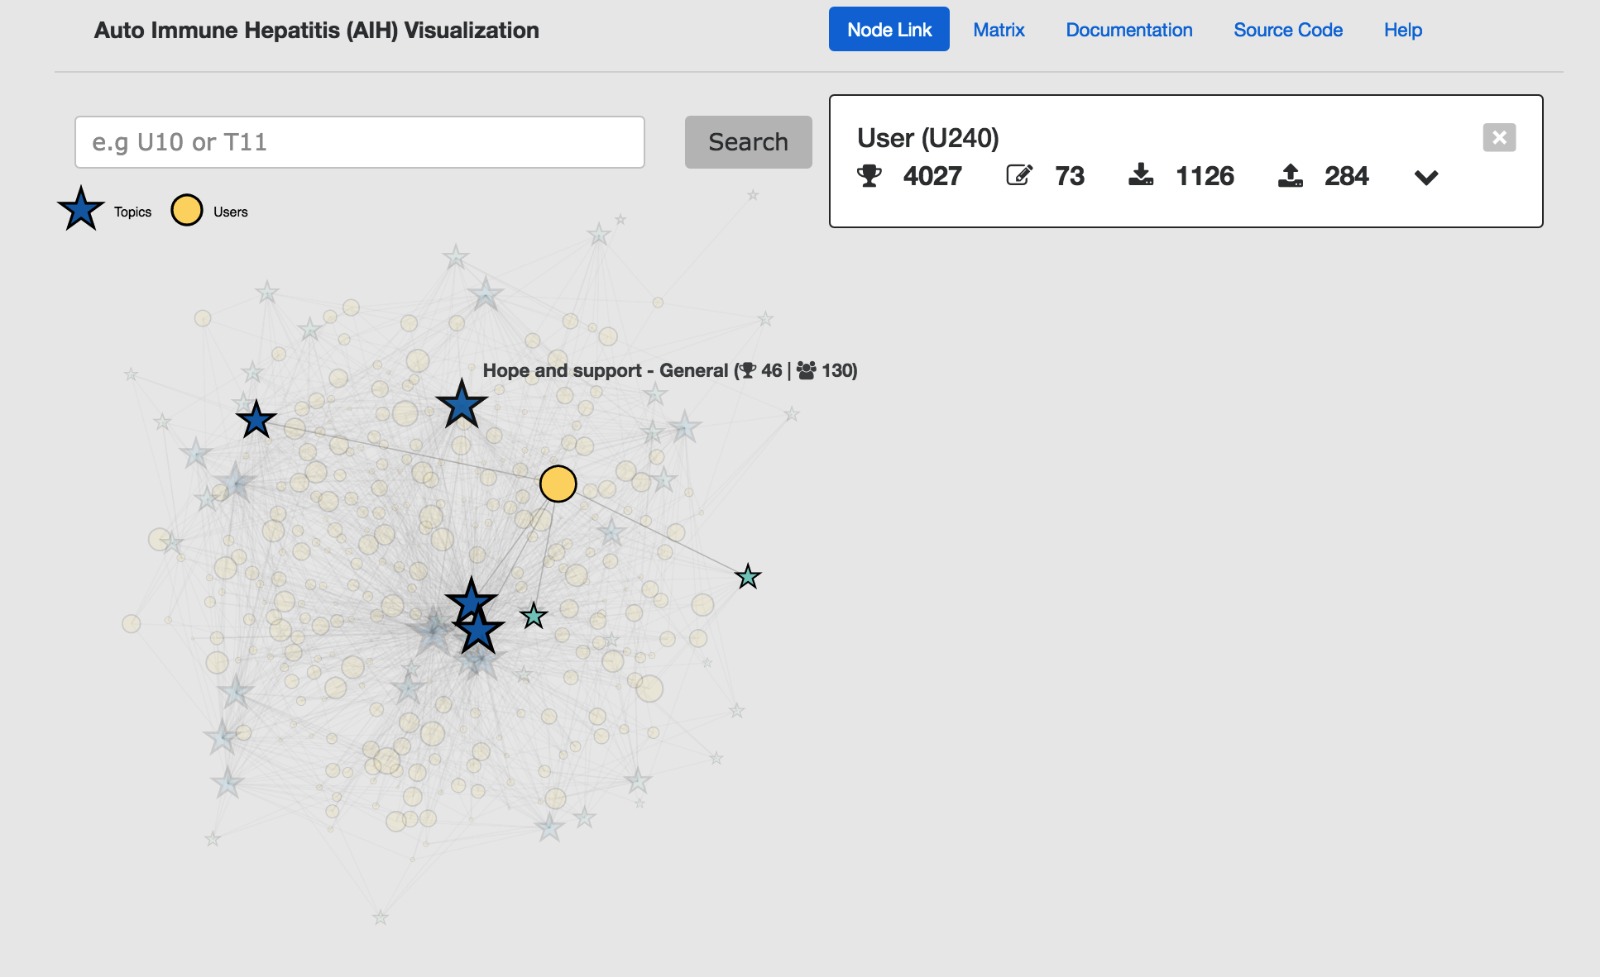 Auto Immune Hepatitis (AIH) Visualization
Node Link
Matrix
Documentation
Source Code
Help
e.g U10 or T11
Search
User (U240)
4027 73 1126 284
Topics
Users
Hope and support - General ( 46 | 130)